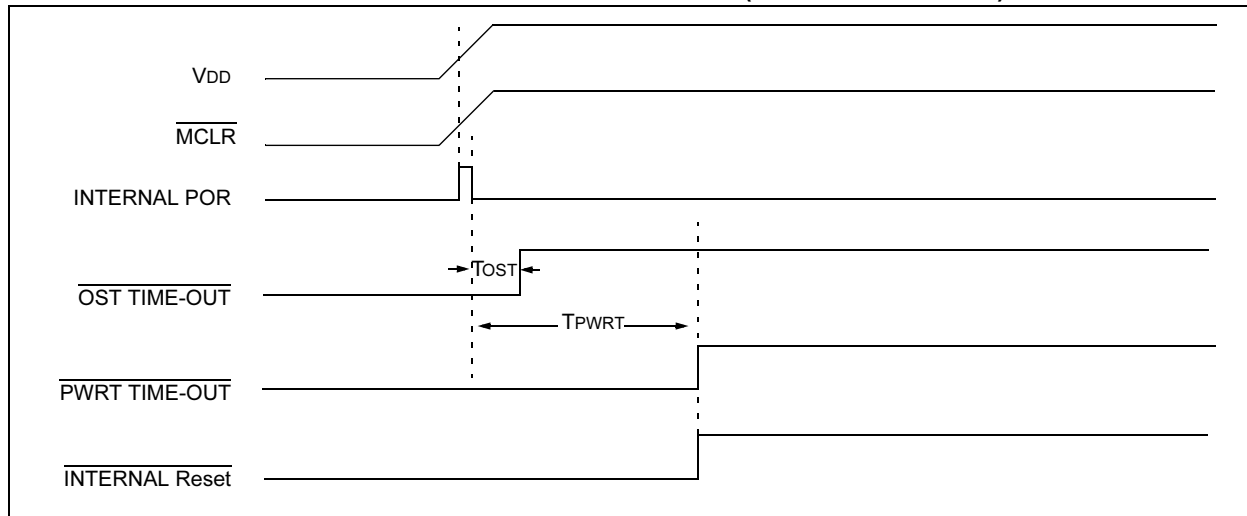 VDD
MCLR
INTERNAL POR
TOST
OST TIME-OUT
TPWRT
PWRT TIME-OUT
INTERNAL Reset